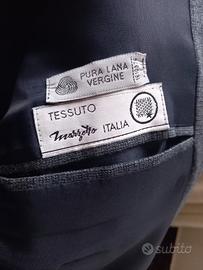 PURA LANA
VERGINE
TESSUTO
Marzotto ITALIA
subito